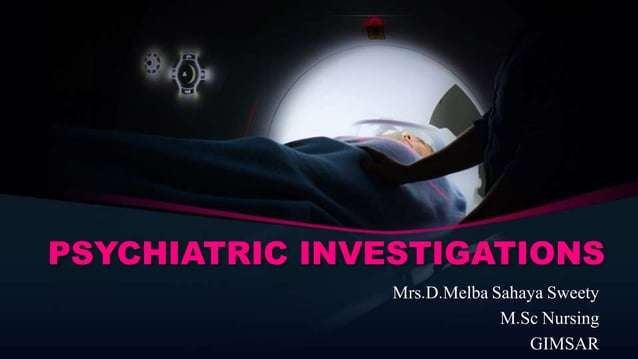 PSYCHIATRIC INVESTIGATIONS
Mrs.D.Melba Sahaya Sweety
M.Sc Nursing
GIMSAR